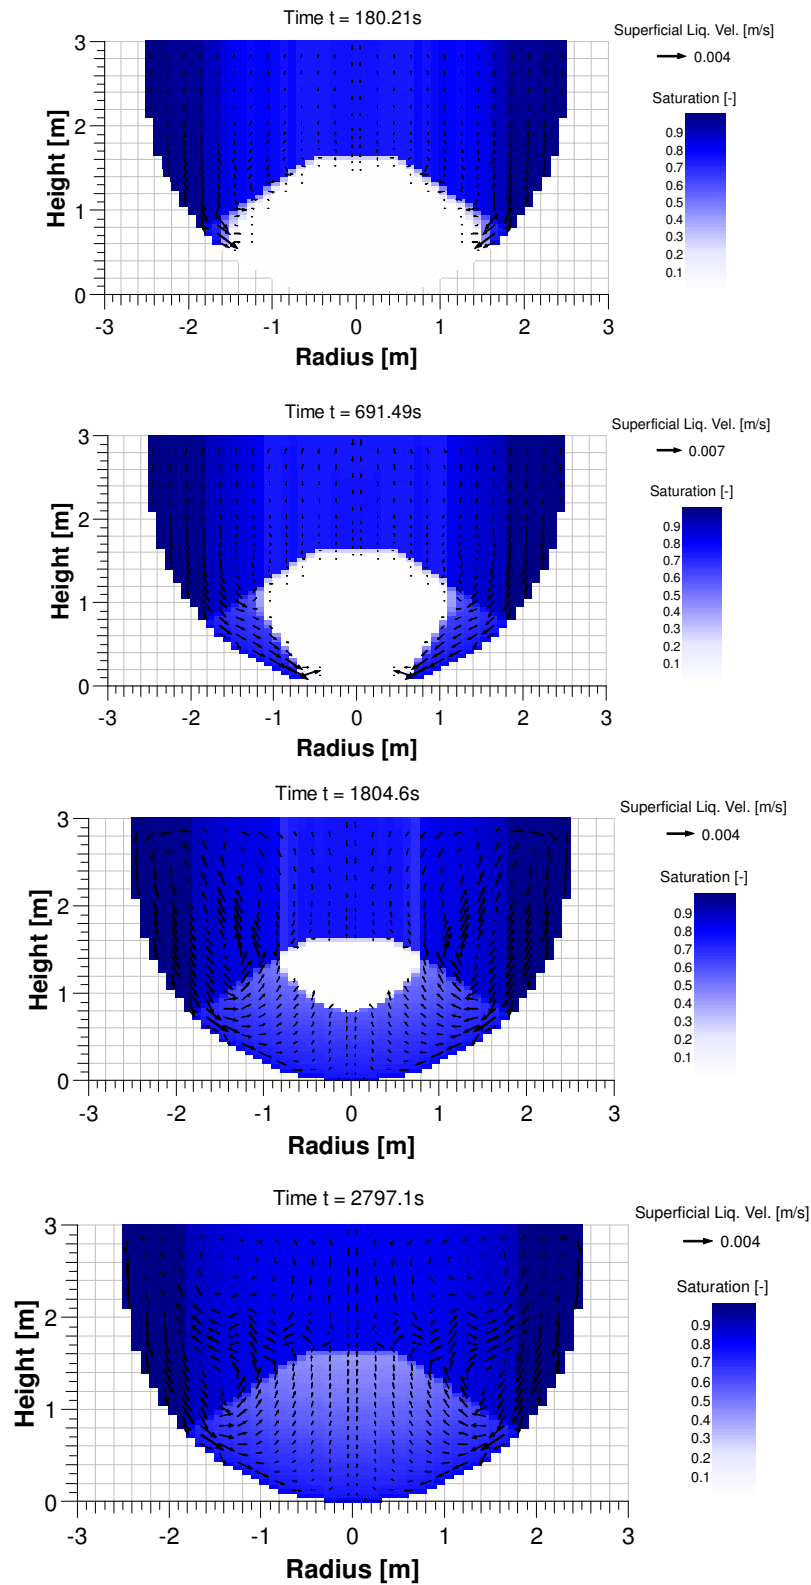 Time t = 180.21s
Superficial Liq. Vel. [m/s]
0.004
Saturation [-]
0.9
0.8
0.7
0.6
0.5
0.4
0.3
0.2
0.1
Height [m]
3
2
1
0
-3 -2 -1 0 1 2 3
Radius [m]
Time t = 691.49s
Superficial Liq. Vel. [m/s]
0.007
Saturation [-]
0.9
0.8
0.7
0.6
0.5
0.4
0.3
0.2
0.1
Height [m]
3
2
1
0
-3 -2 -1 0 1 2 3
Radius [m]
Time t = 1804.6s
Superficial Liq. Vel. [m/s]
0.004
Saturation [-]
0.9
0.8
0.7
0.6
0.5
0.4
0.3
0.2
0.1
Height [m]
3
2
1
0
-3 -2 -1 0 1 2 3
Radius [m]
Time t = 2797.1s
Superficial Liq. Vel. [m/s]
0.004
Saturation [-]
0.9
0.8
0.7
0.6
0.5
0.4
0.3
0.2
0.1
Height [m]
3
2
1
0
-3 -2 -1 0 1 2 3
Radius [m]